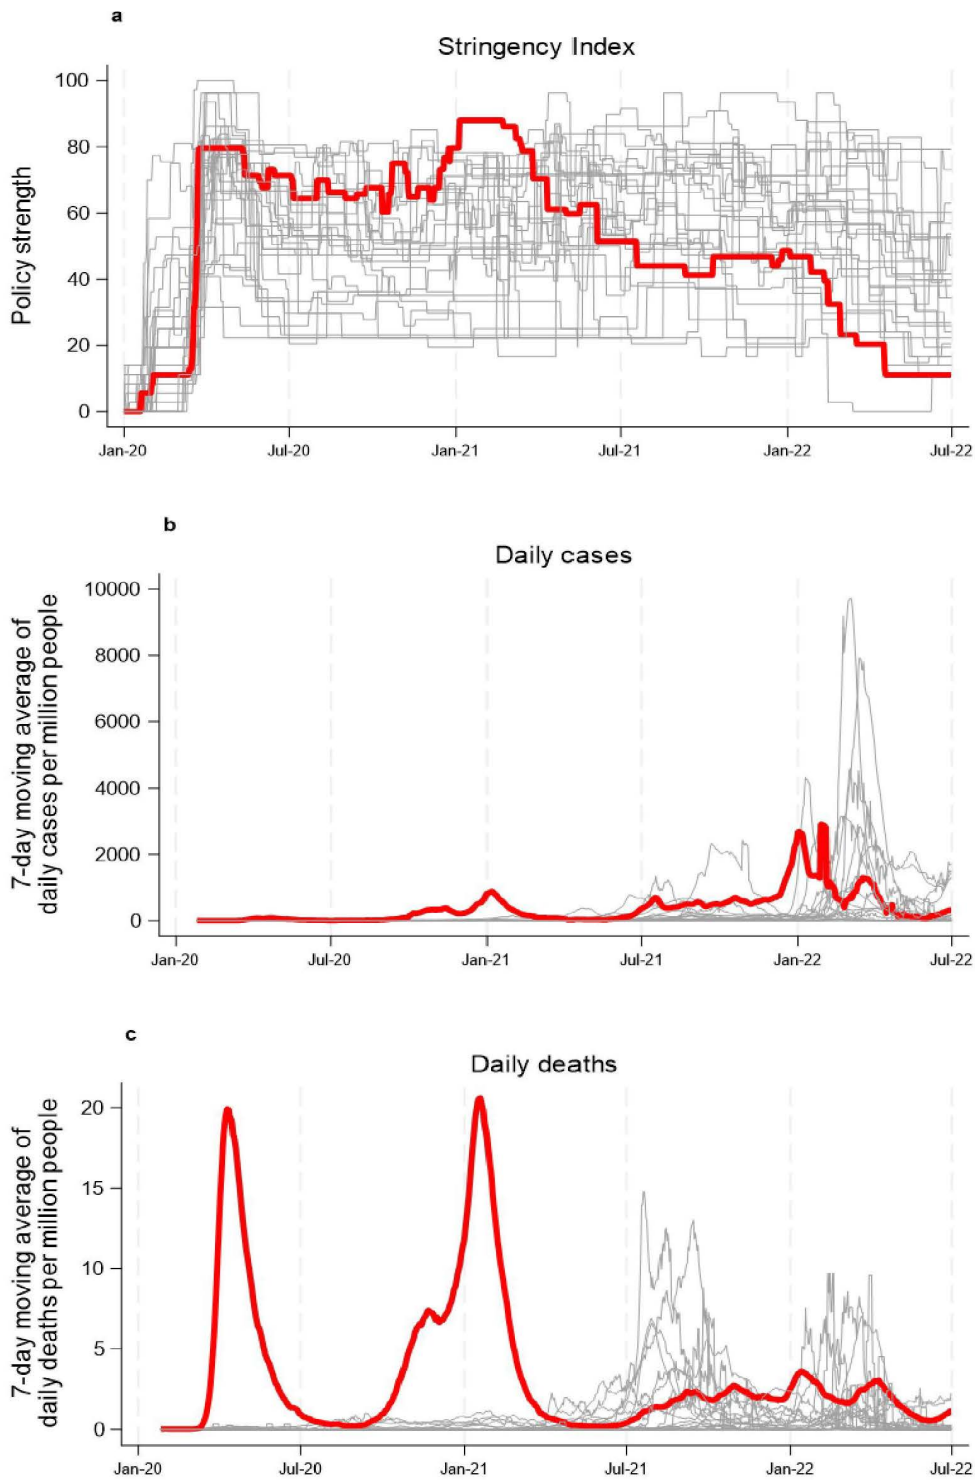 a
Stringency Index
Policy strength
100
80
60
40
20
0
Jan-20
Jul-20
Jan-21
Jul-21
Jan-22
Jul-22
b
Daily cases
7-day moving average of
daily cases per million people
10000
8000
6000
4000
2000
0
Jan-20
Jul-20
Jan-21
Jul-21
Jan-22
Jul-22
c
Daily deaths
7-day moving average of
daily deaths per million people
20
15
10
5
0
Jan-20
Jul-20
Jan-21
Jul-21
Jan-22
Jul-22